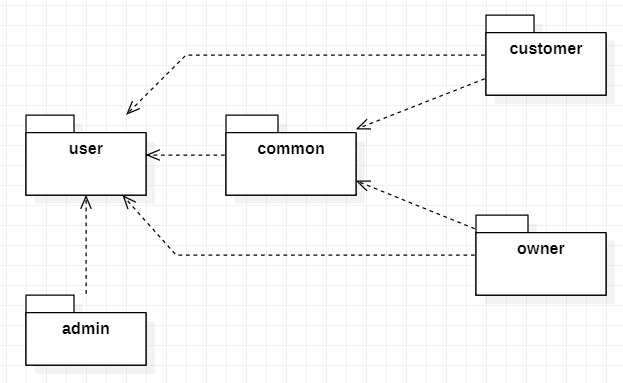 customer
user
common
owner
admin